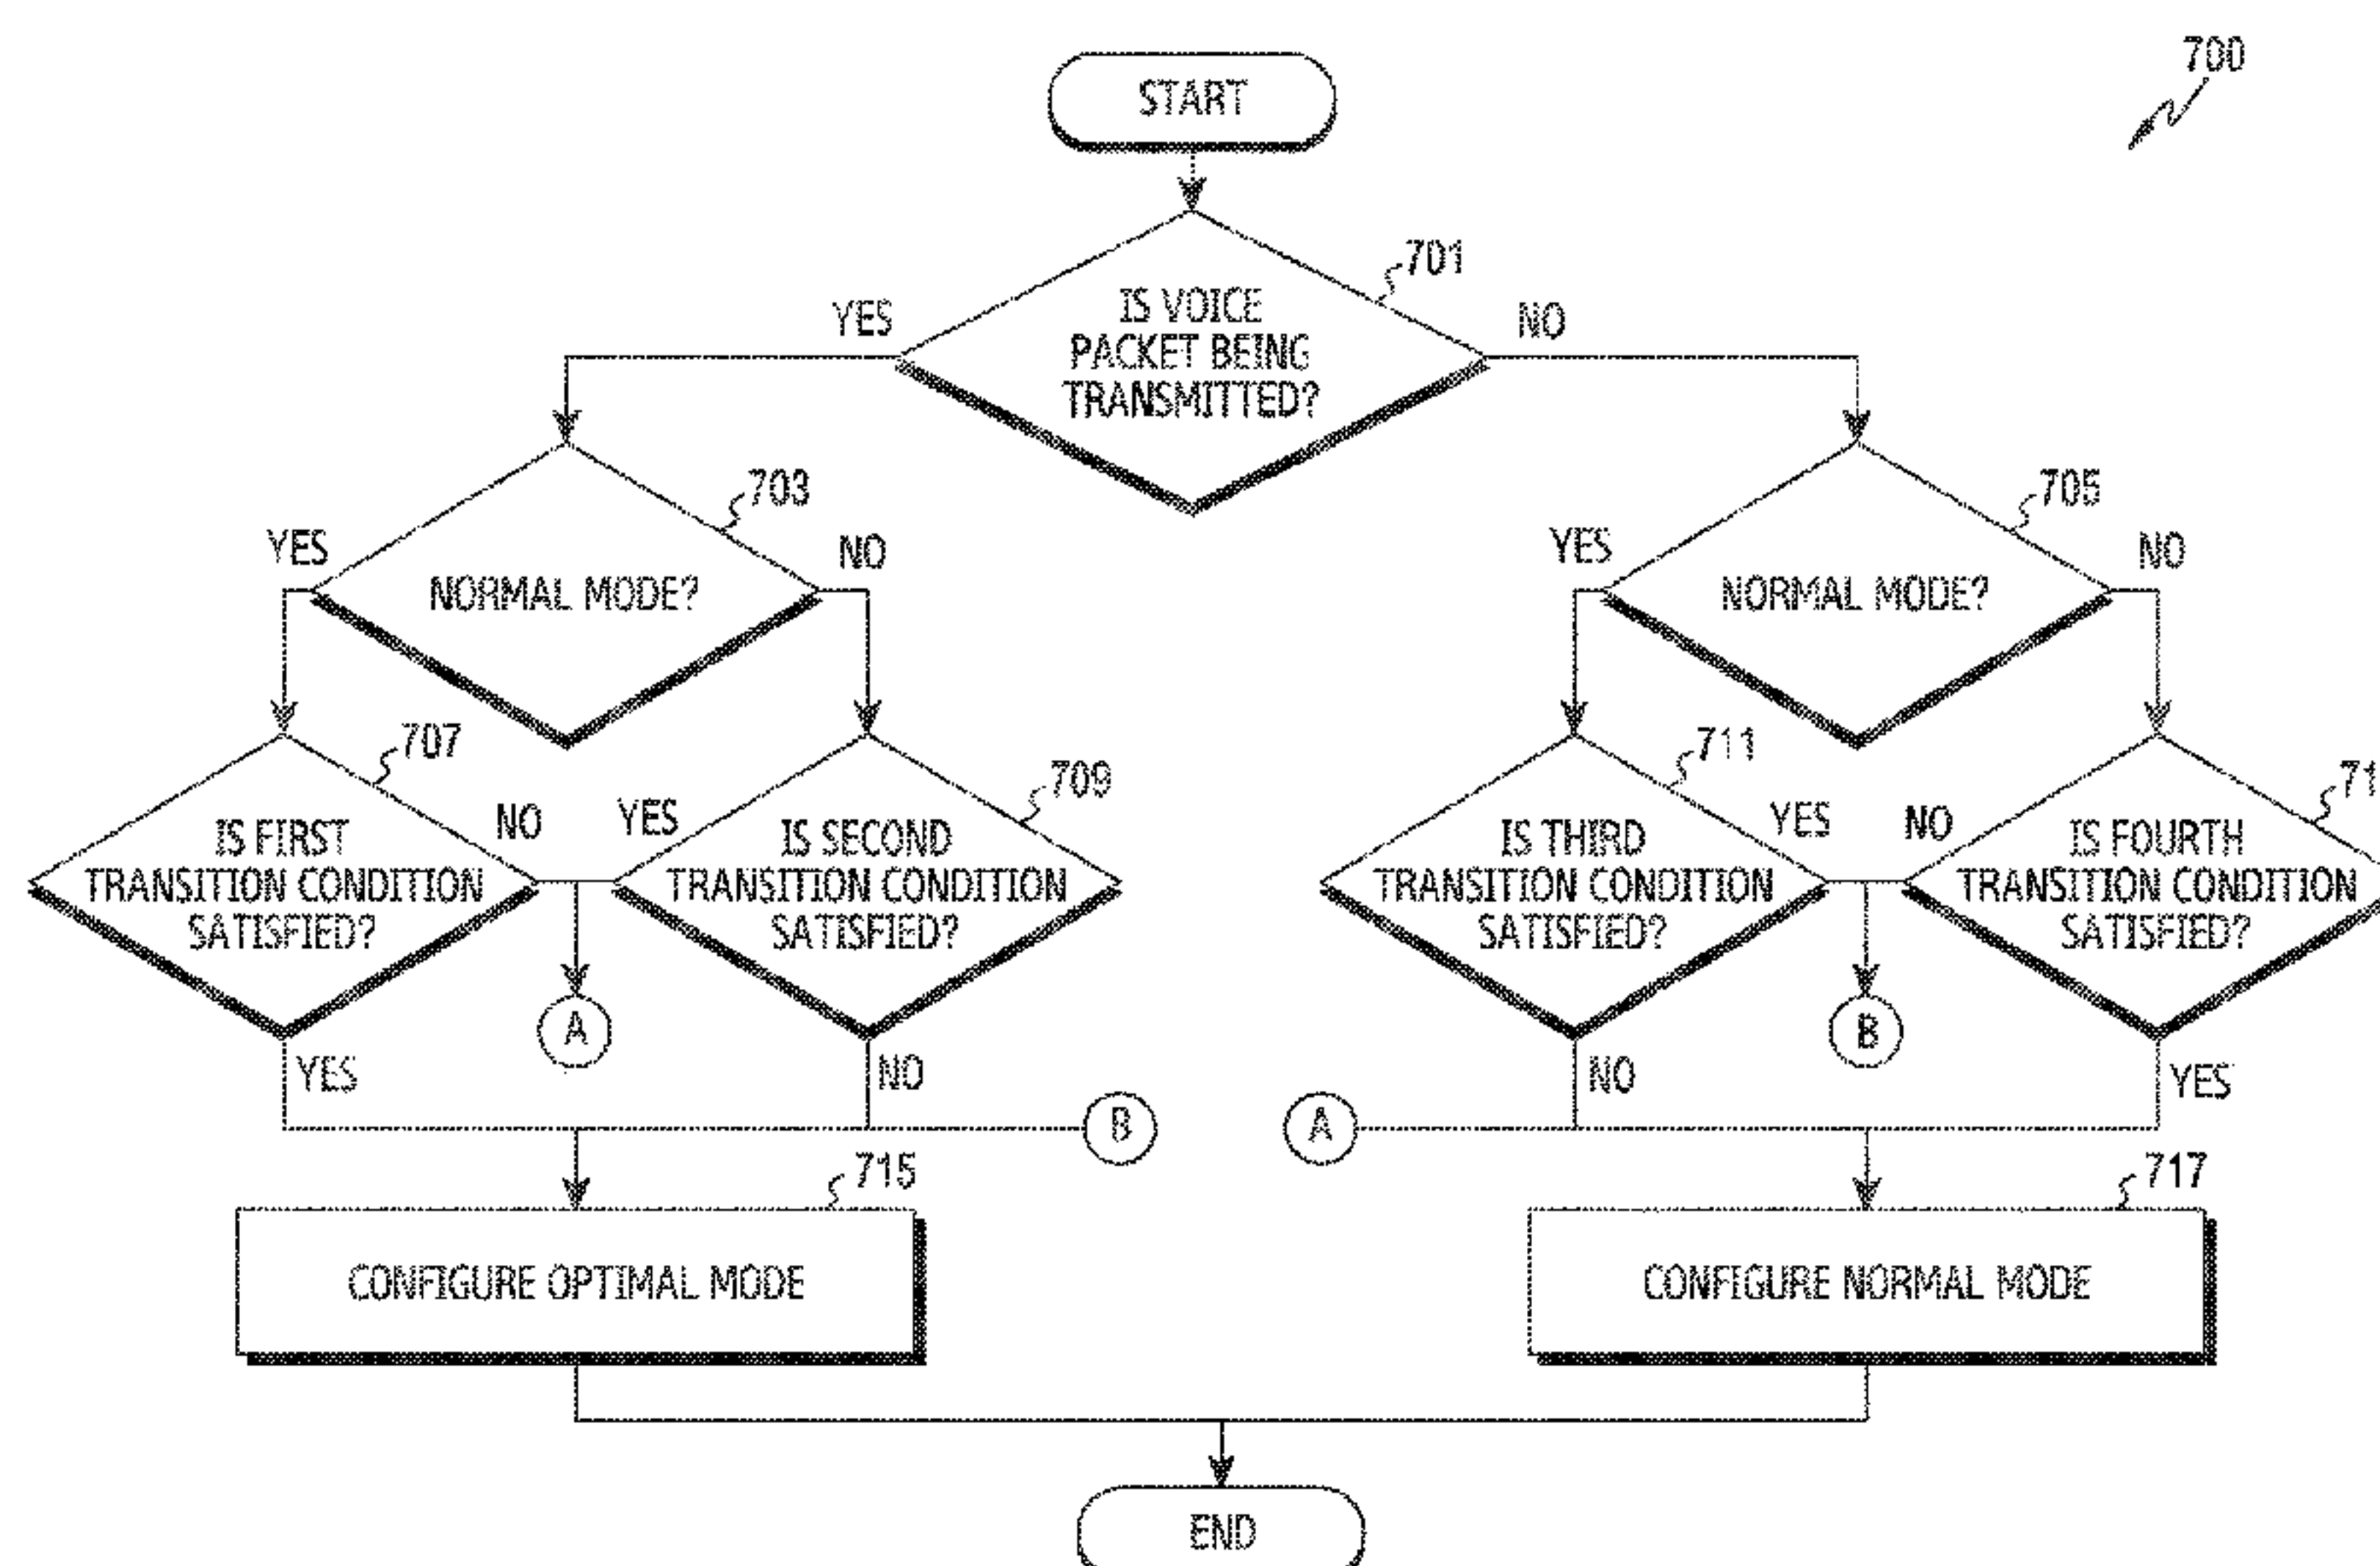 700
START
701
YES
NO
IS VOICE
PACKET BEING
TRANSMITTED?
703
705
YES
NO
YES
NO
NORMAL MODE?
NORMAL MODE?
707
709
711
71
NO
YES
YES
NO
IS FIRST
TRANSITION CONDITION
SATISFIED?
IS SECOND
TRANSITION CONDITION
SATISFIED?
IS THIRD
TRANSITION CONDITION
SATISFIED?
IS FOURTH
TRANSITION CONDITION
SATISFIED?
A
B
YES
NO
NO
YES
B
A
715
717
CONFIGURE OPTIMAL MODE
CONFIGURE NORMAL MODE
END